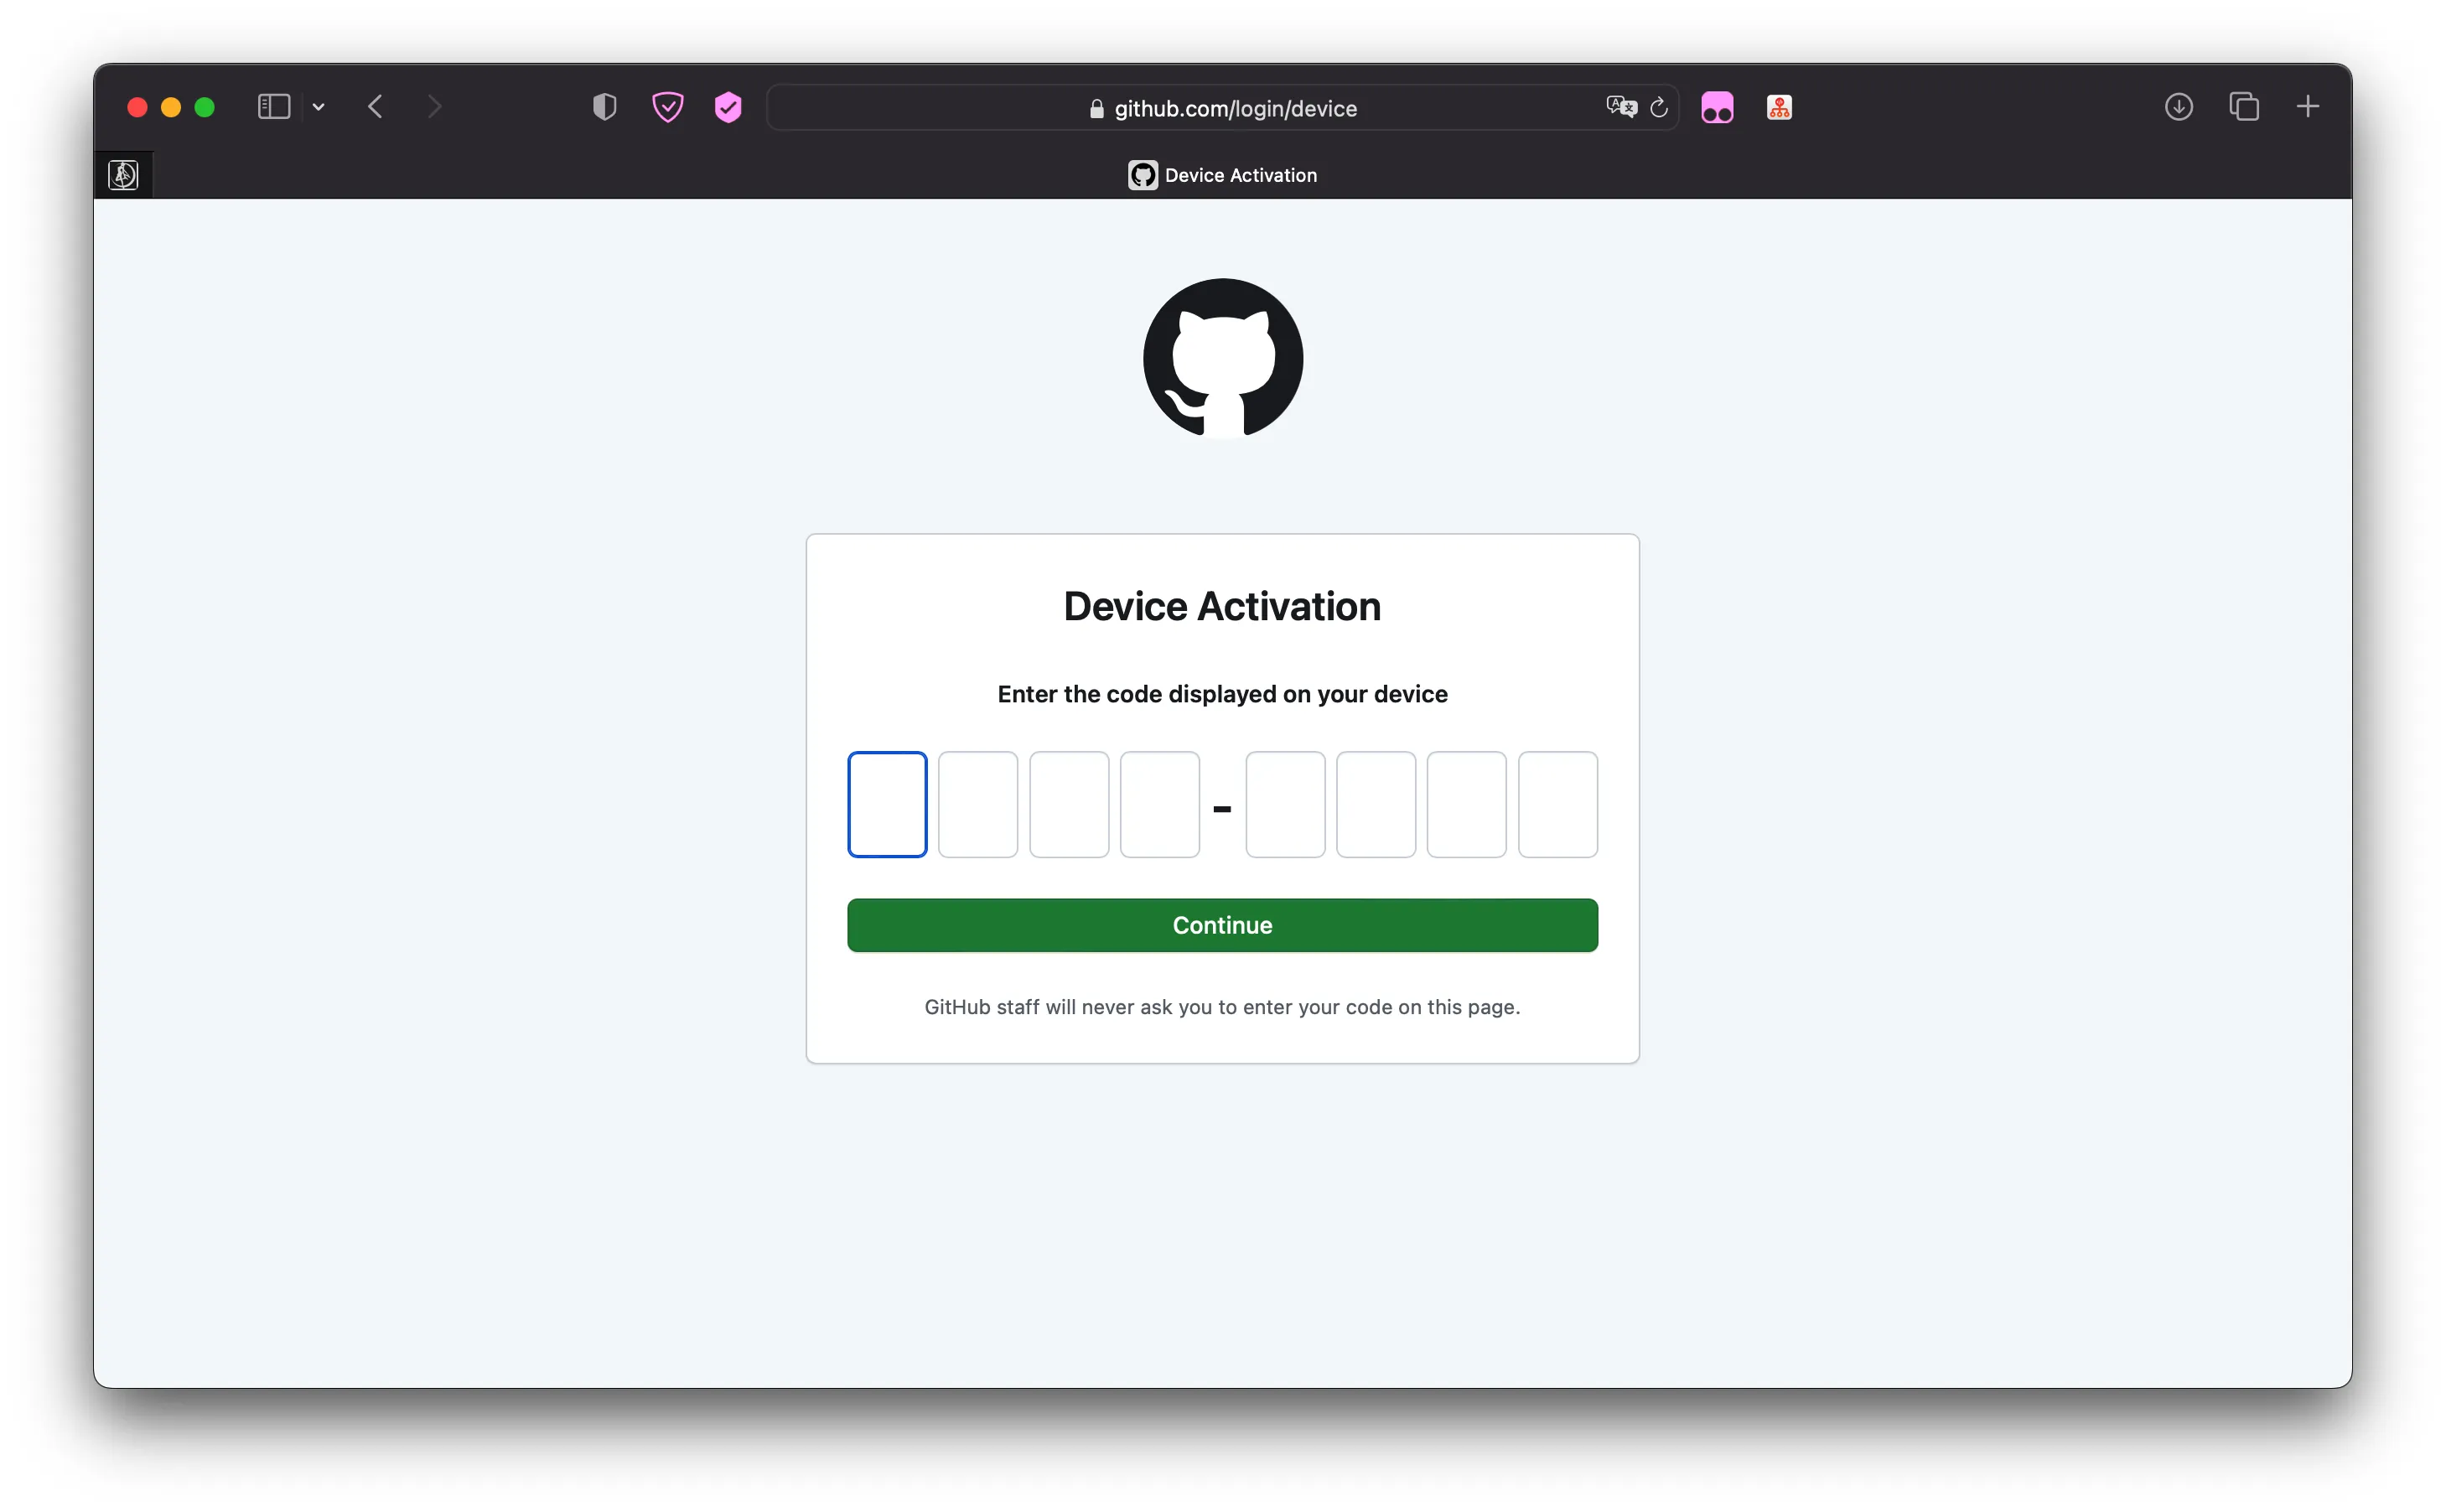 github.com/login/device
Device Activation
Device Activation
Enter the code displayed on your device
-
Continue
GitHub staff will never ask you to enter your code on this page.